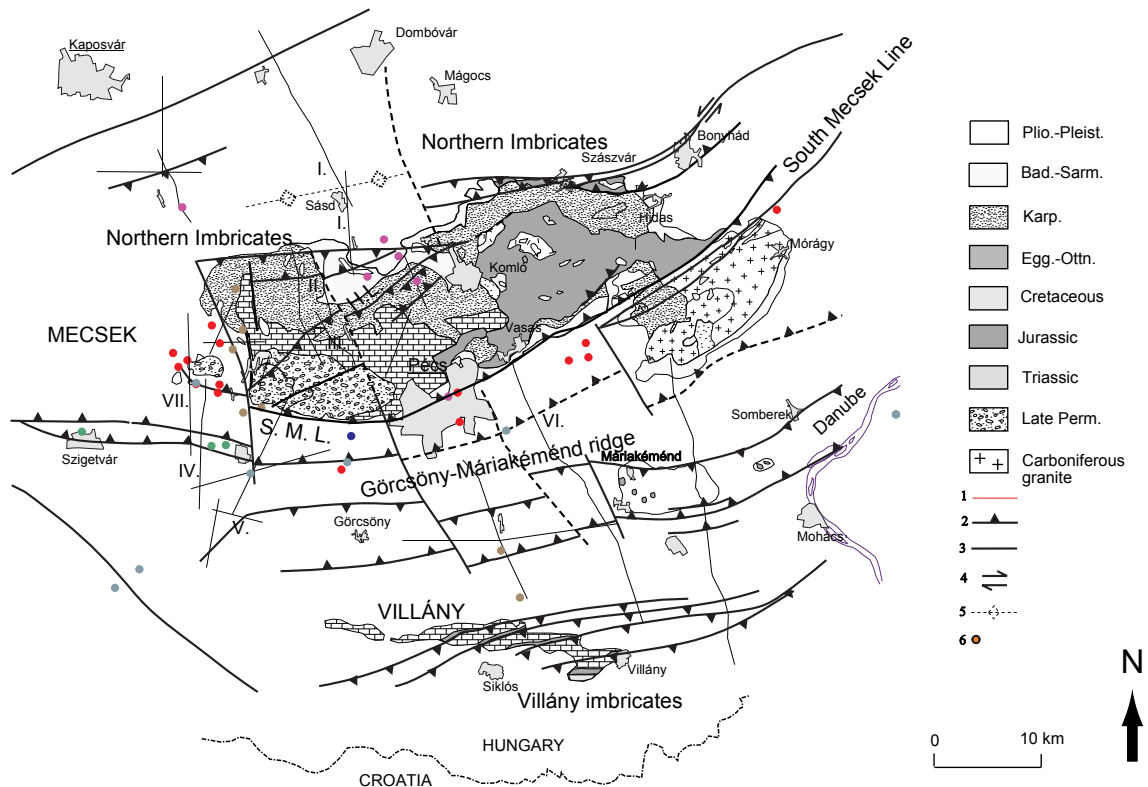 Kaposvár
Dombóvár
Mágocs
Northern Imbricates
Bonyhád
Szászvár
South Mecsek Line
I.
Sásd
I.
Hidas
Mórágy
Northern Imbricates
Komló
II.
II.
III.
MECSEK
Vasas
Pécs
VII.
S. M. L.
VI.
Szigetvár
IV.
Görcsöny-Máriakéménd ridge
Máriakéménd
Somberek
Danube
V.
Görcsöny
Mohács
VILLÁNY
Villány
Siklós
Villány imbricates
HUNGARY
CROATIA
Plio.-Pleist.
Bad.-Sarm.
Karp.
Egg.-Ottn.
Cretaceous
Jurassic
Triassic
Late Perm.
Carboniferous
granite
1
2
3
4
5
6
N
0 10 km